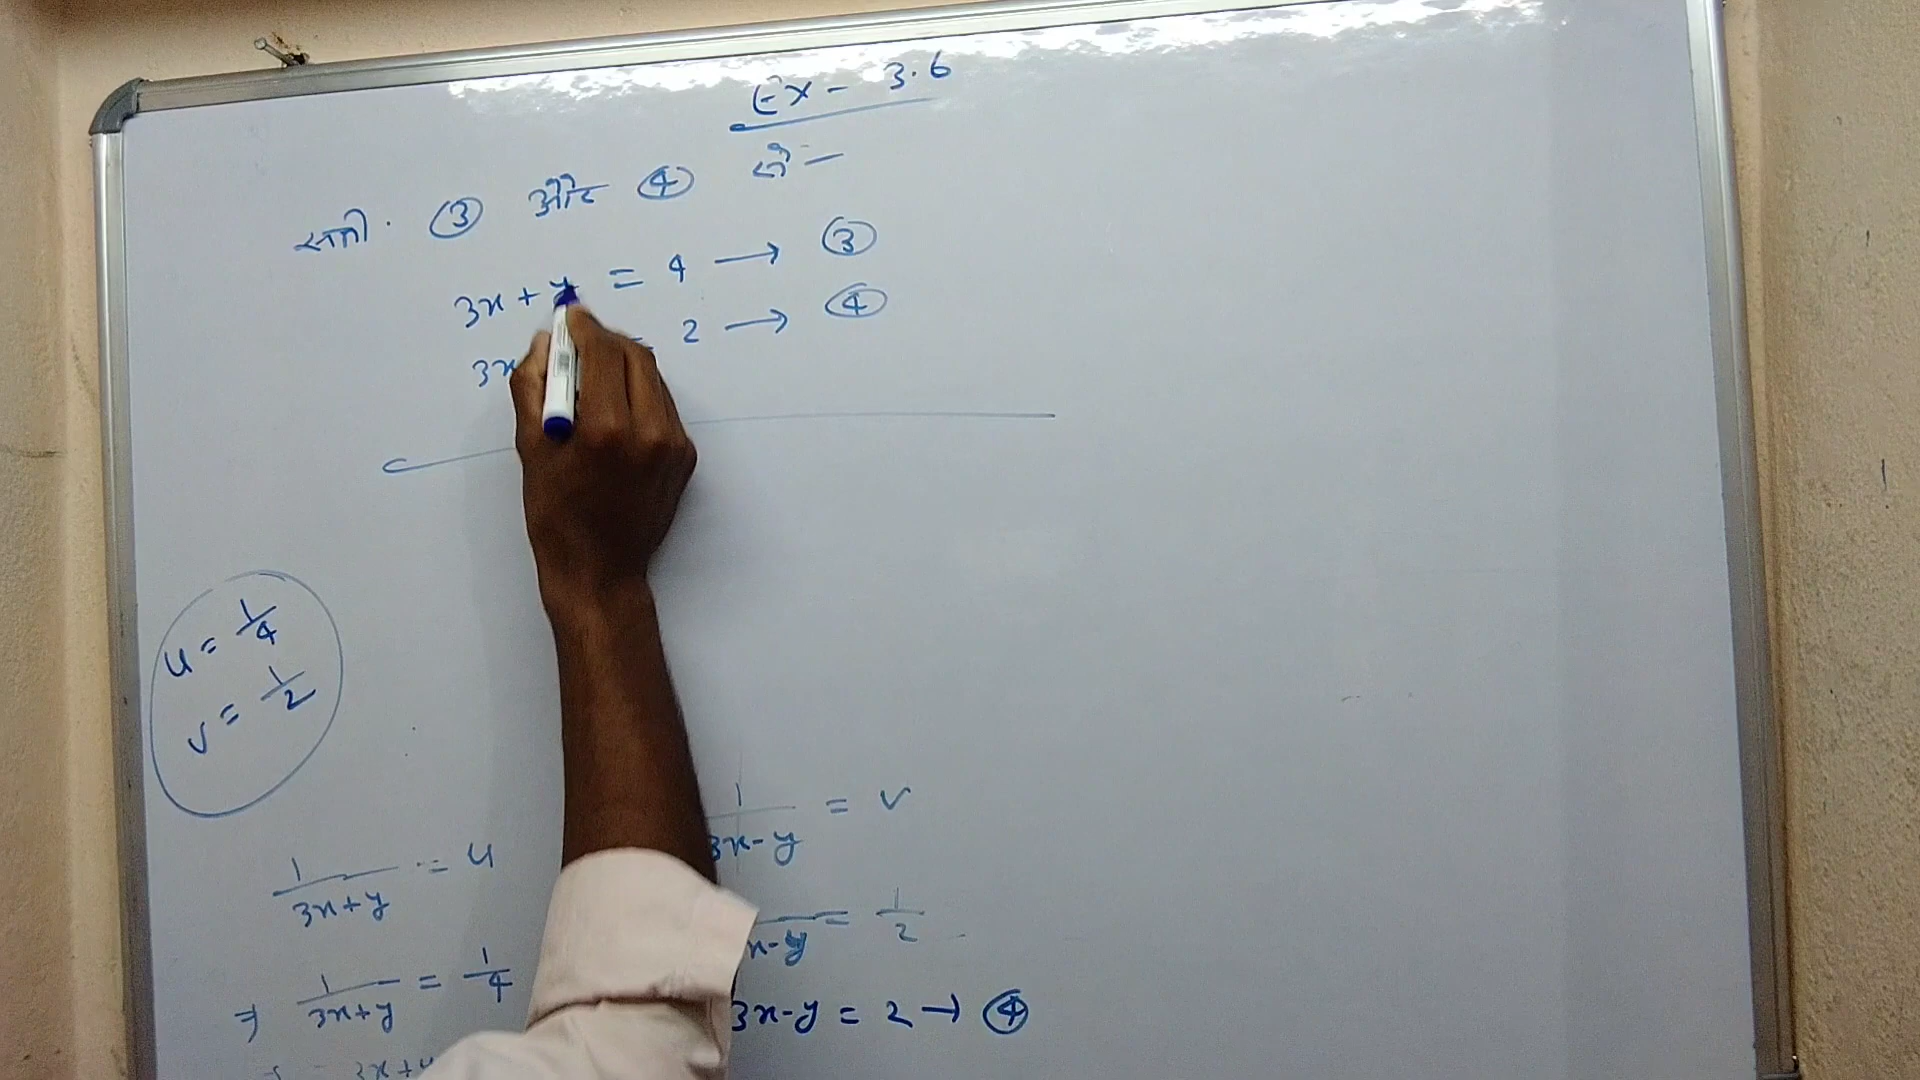 Ex - 3.6
समी. ③ और ④ से -
3x + y = 4 → ③
3x = 2 → ④
u = 1/4
v = 1/2
1/(3x+y) = u
1/(3x-y) = v
⇒ 1/(3x+y) = 1/4
x-y = 1/2
3x-y = 2 → ④
3x+y